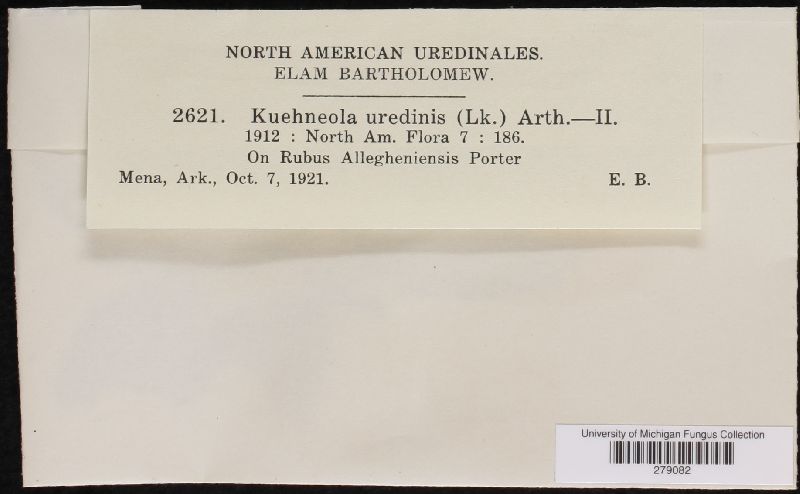 NORTH AMERICAN UREDINALES.
ELAM BARTHOLOMEW.
2621. Kuehneola uredinis (Lk.) Arth.—II.
1912 : North Am. Flora 7 : 186.
On Rubus Allegheniensis Porter
Mena, Ark., Oct. 7, 1921. E. B.
University of Michigan Fungus Collection
279082